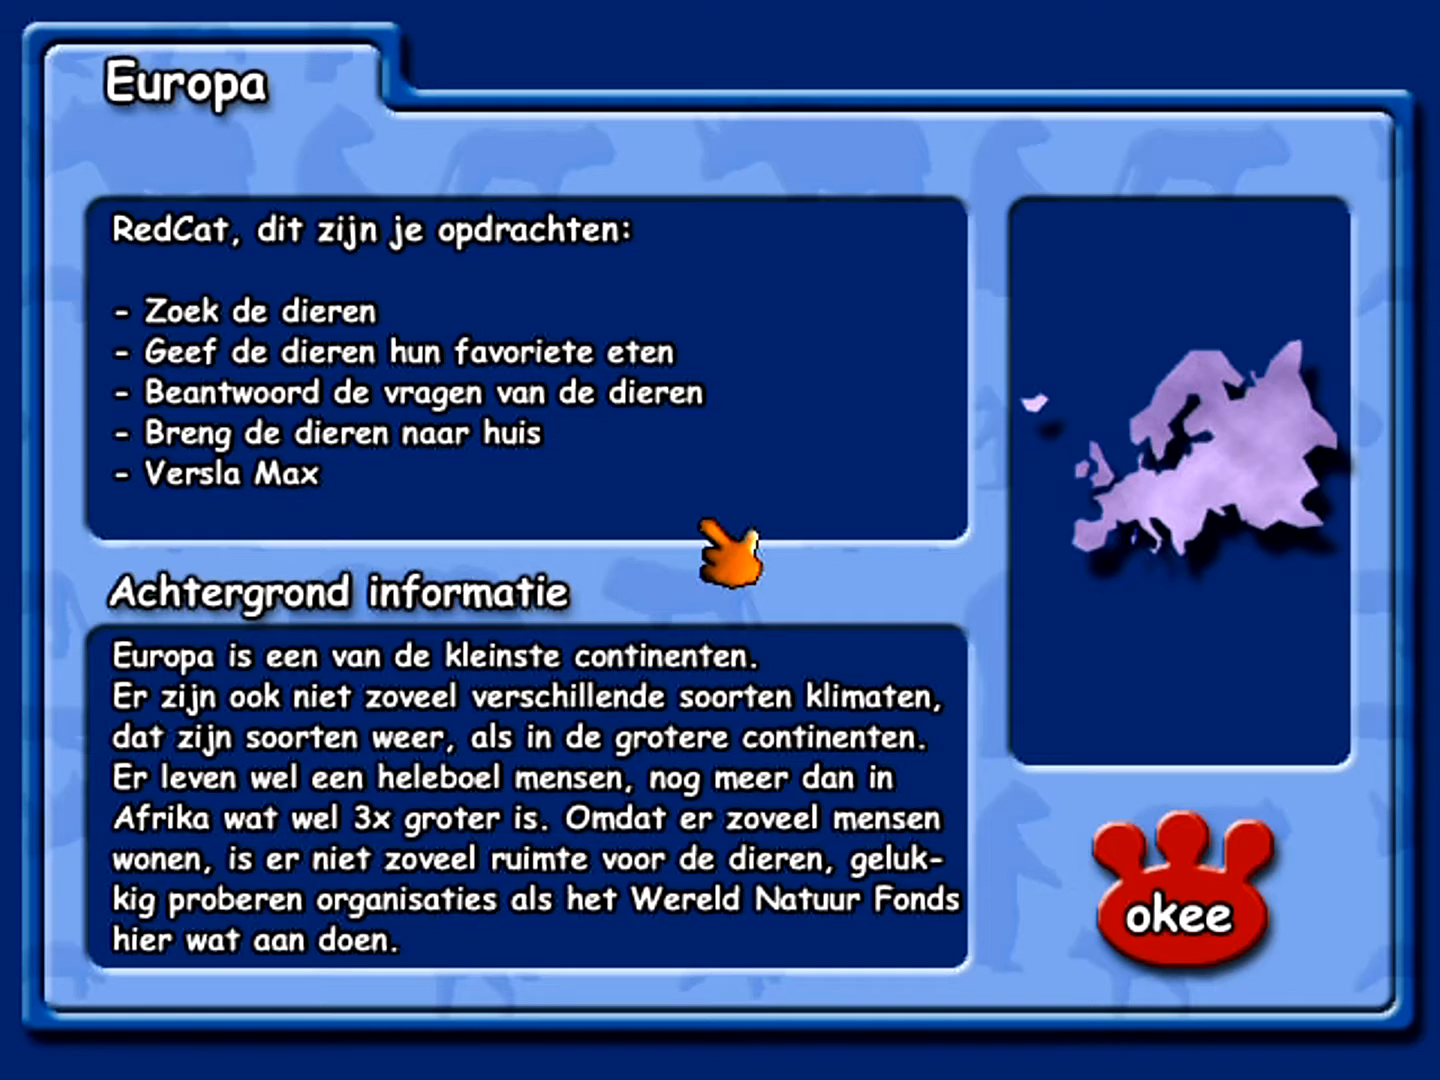 Europa
RedCat, dit zijn je opdrachten:
- Zoek de dieren
- Geef de dieren hun favoriete eten
- Beantwoord de vragen van de dieren
- Breng de dieren naar huis
- Versla Max
Achtergrond informatie
Europa is een van de kleinste continenten.
Er zijn ook niet zoveel verschillende soorten klimaten,
dat zijn soorten weer, als in de grotere continenten.
Er leven wel een heleboel mensen, nog meer dan in
Afrika wat wel 3x groter is. Omdat er zoveel mensen
wonen, is er niet zoveel ruimte voor de dieren, geluk-
kig proberen organisaties als het Wereld Natuur Fonds
hier wat aan doen.
okee